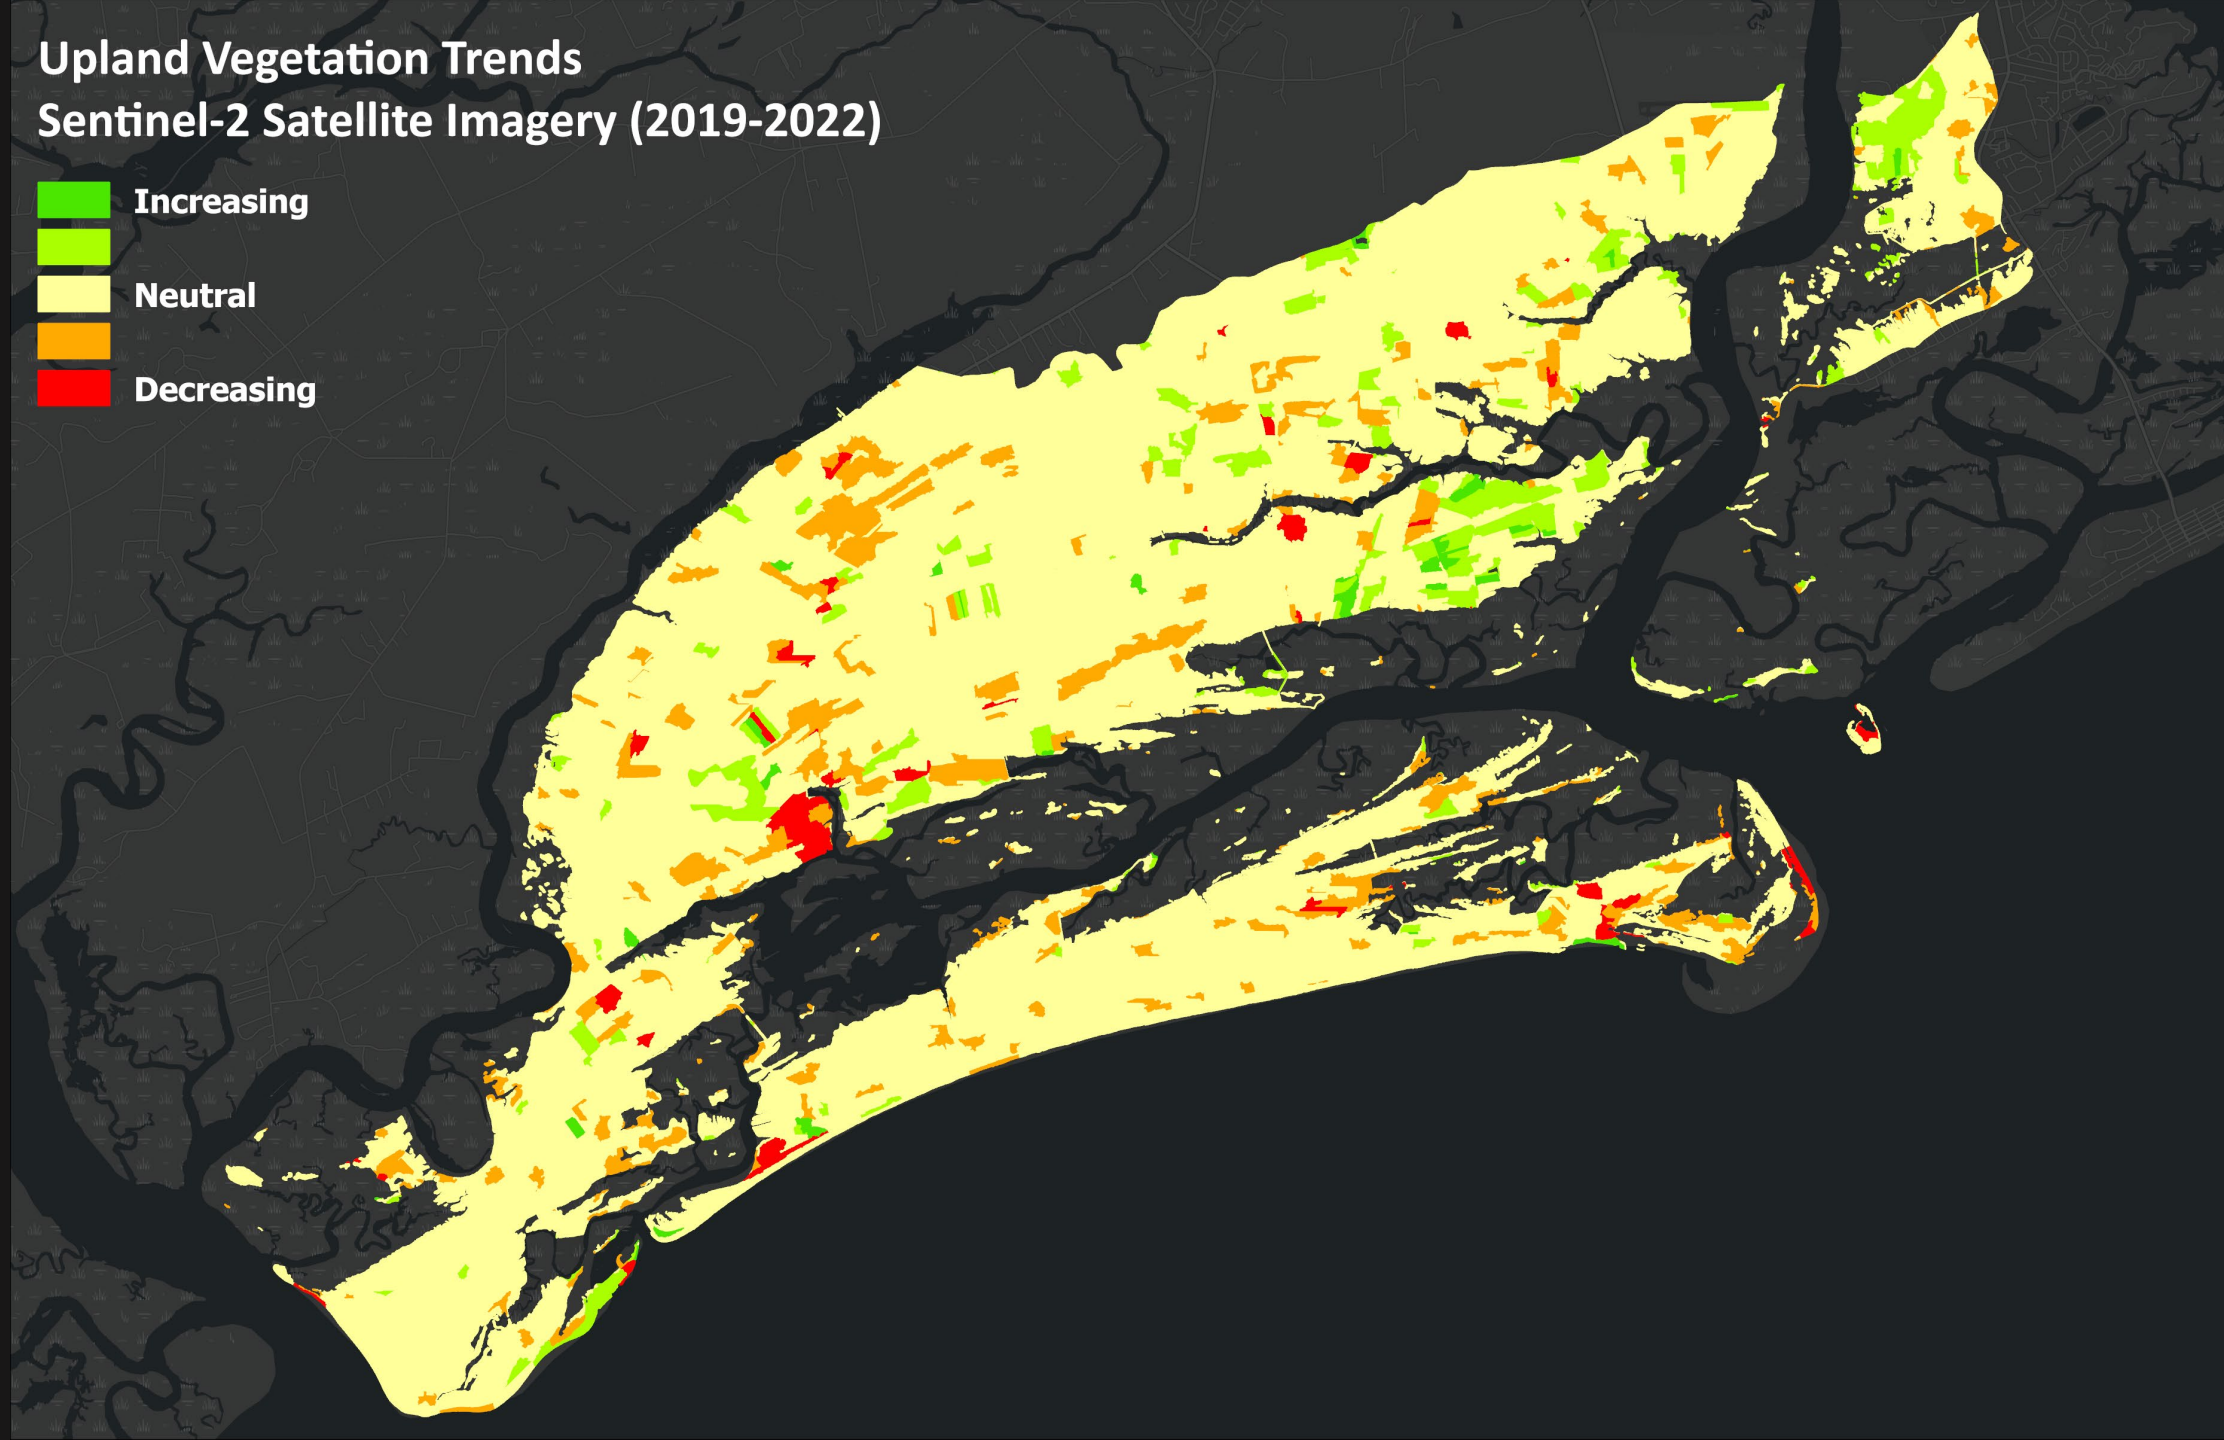 Upland Vegetation Trends
Sentinel-2 Satellite Imagery (2019-2022)
Increasing
Neutral
Decreasing